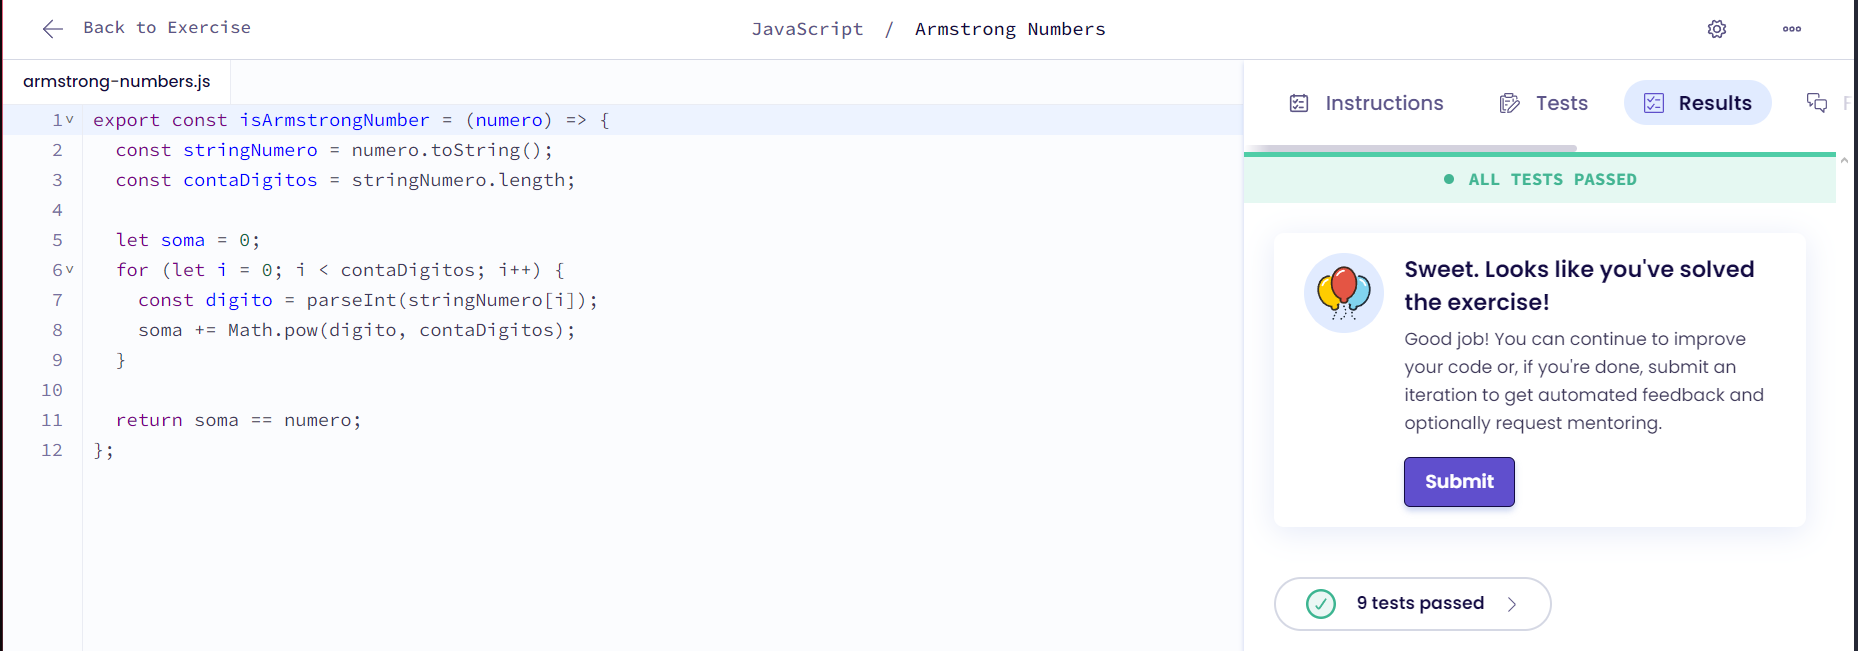 Back to Exercise
JavaScript / Armstrong Numbers
armstrong-numbers.js
1 export const isArmstrongNumber = (numero) => {
2   const stringNumero = numero.toString();
3   const contaDigitos = stringNumero.length;
4
5   let soma = 0;
6   for (let i = 0; i < contaDigitos; i++) {
7     const digito = parseInt(stringNumero[i]);
8     soma += Math.pow(digito, contaDigitos);
9   }
10
11   return soma == numero;
12 };
Instructions Tests Results
ALL TESTS PASSED
Sweet. Looks like you've solved
the exercise!
Good job! You can continue to improve
your code or, if you're done, submit an
iteration to get automated feedback and
optionally request mentoring.
Submit
9 tests passed